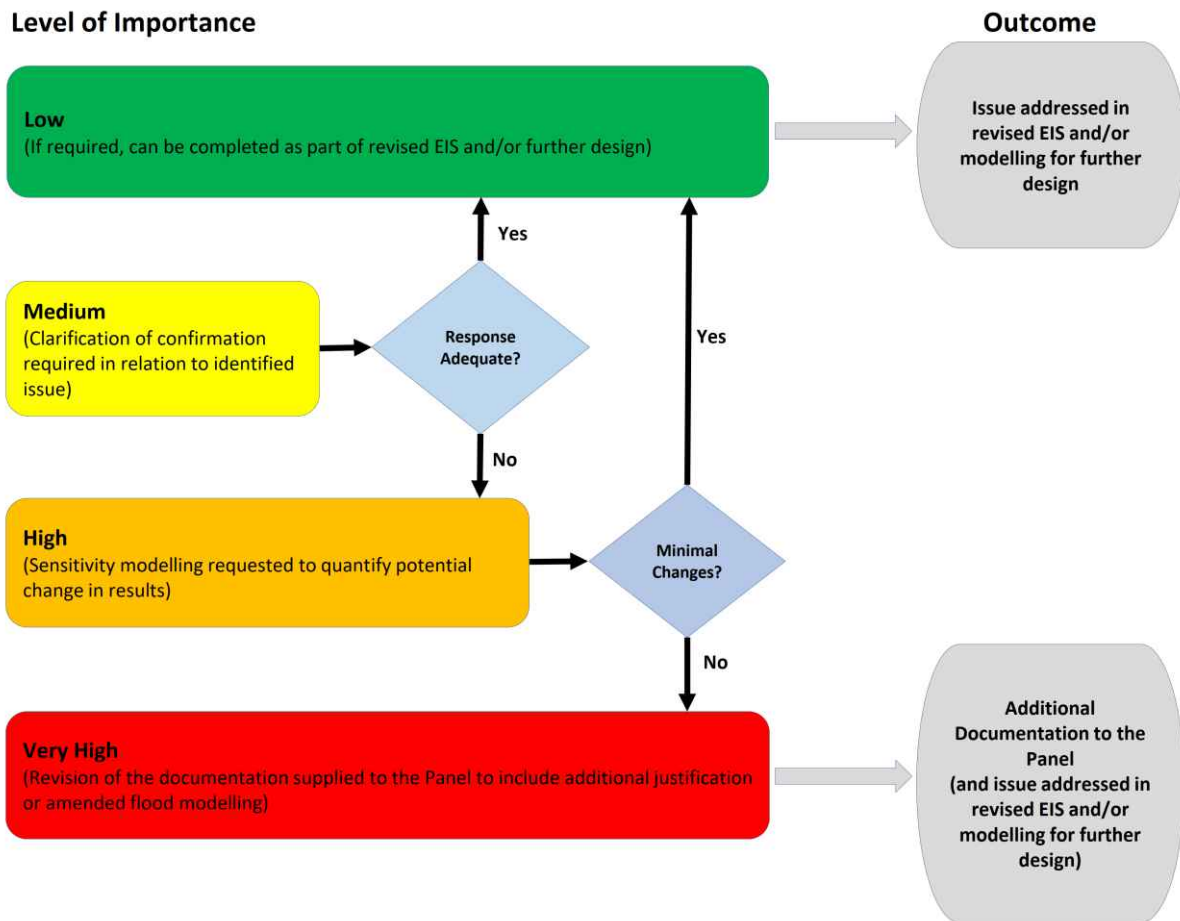 Level of Importance
Outcome
Low
(If required, can be completed as part of revised EIS and/or further design)
Issue addressed in
revised EIS and/or
modelling for further
design
Yes
Medium
(Clarification of confirmation
required in relation to identified
issue)
Response
Adequate?
Yes
No
High
(Sensitivity modelling requested to quantify potential
change in results)
Minimal
Changes?
No
Very High
(Revision of the documentation supplied to the Panel to include additional justification
or amended flood modelling)
Additional
Documentation to the
Panel
(and issue addressed in
revised EIS and/or
modelling for further
design)